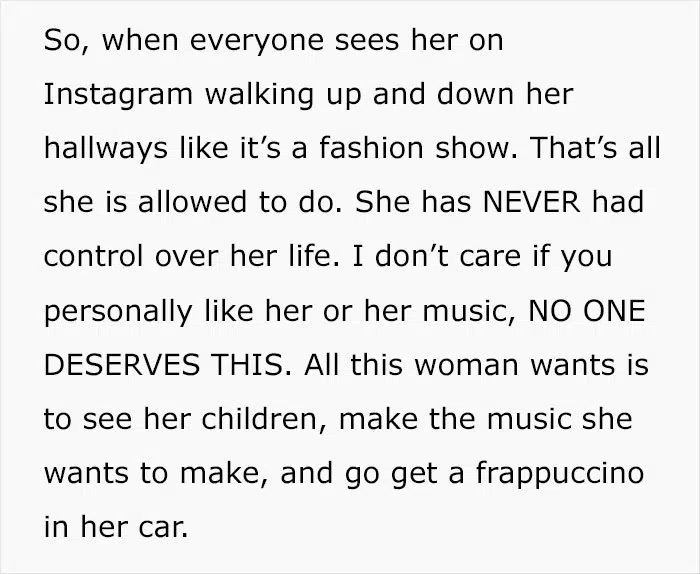 So, when everyone sees her on
Instagram walking up and down her
hallways like it’s a fashion show. That’s all
she is allowed to do. She has NEVER had
control over her life. I don’t care if you
personally like her or her music, NO ONE
DESERVES THIS. All this woman wants is
to see her children, make the music she
wants to make, and go get a frappuccino
in her car.